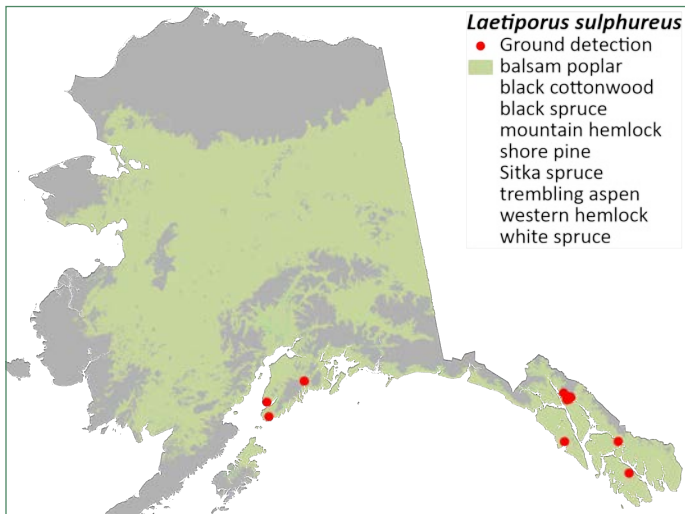 Laetiporus sulphureus
Ground detection
balsam poplar
black cottonwood
black spruce
mountain hemlock
shore pine
Sitka spruce
trembling aspen
western hemlock
white spruce